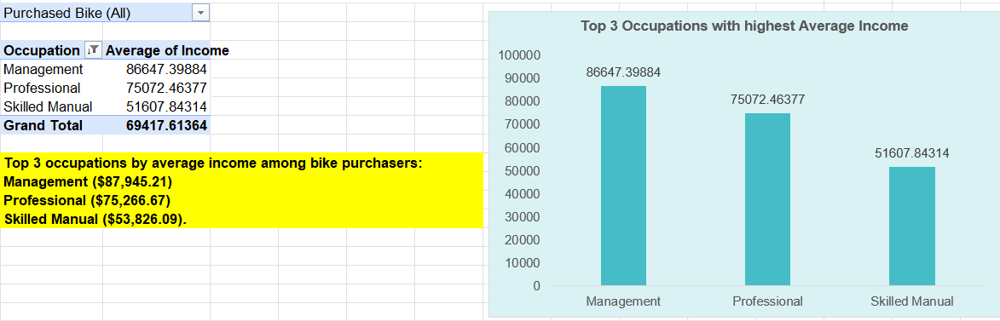 Purchased Bike (All)
Occupation Average of Income
Management 86647.39884
Professional 75072.46377
Skilled Manual 51607.84314
Grand Total 69417.61364
Top 3 occupations by average income among bike purchasers:
Management ($87,945.21)
Professional ($75,266.67)
Skilled Manual ($53,826.09).
Top 3 Occupations with highest Average Income
100000
90000
80000
70000
60000
50000
40000
30000
20000
10000
0
86647.39884
75072.46377
51607.84314
Management Professional Skilled Manual